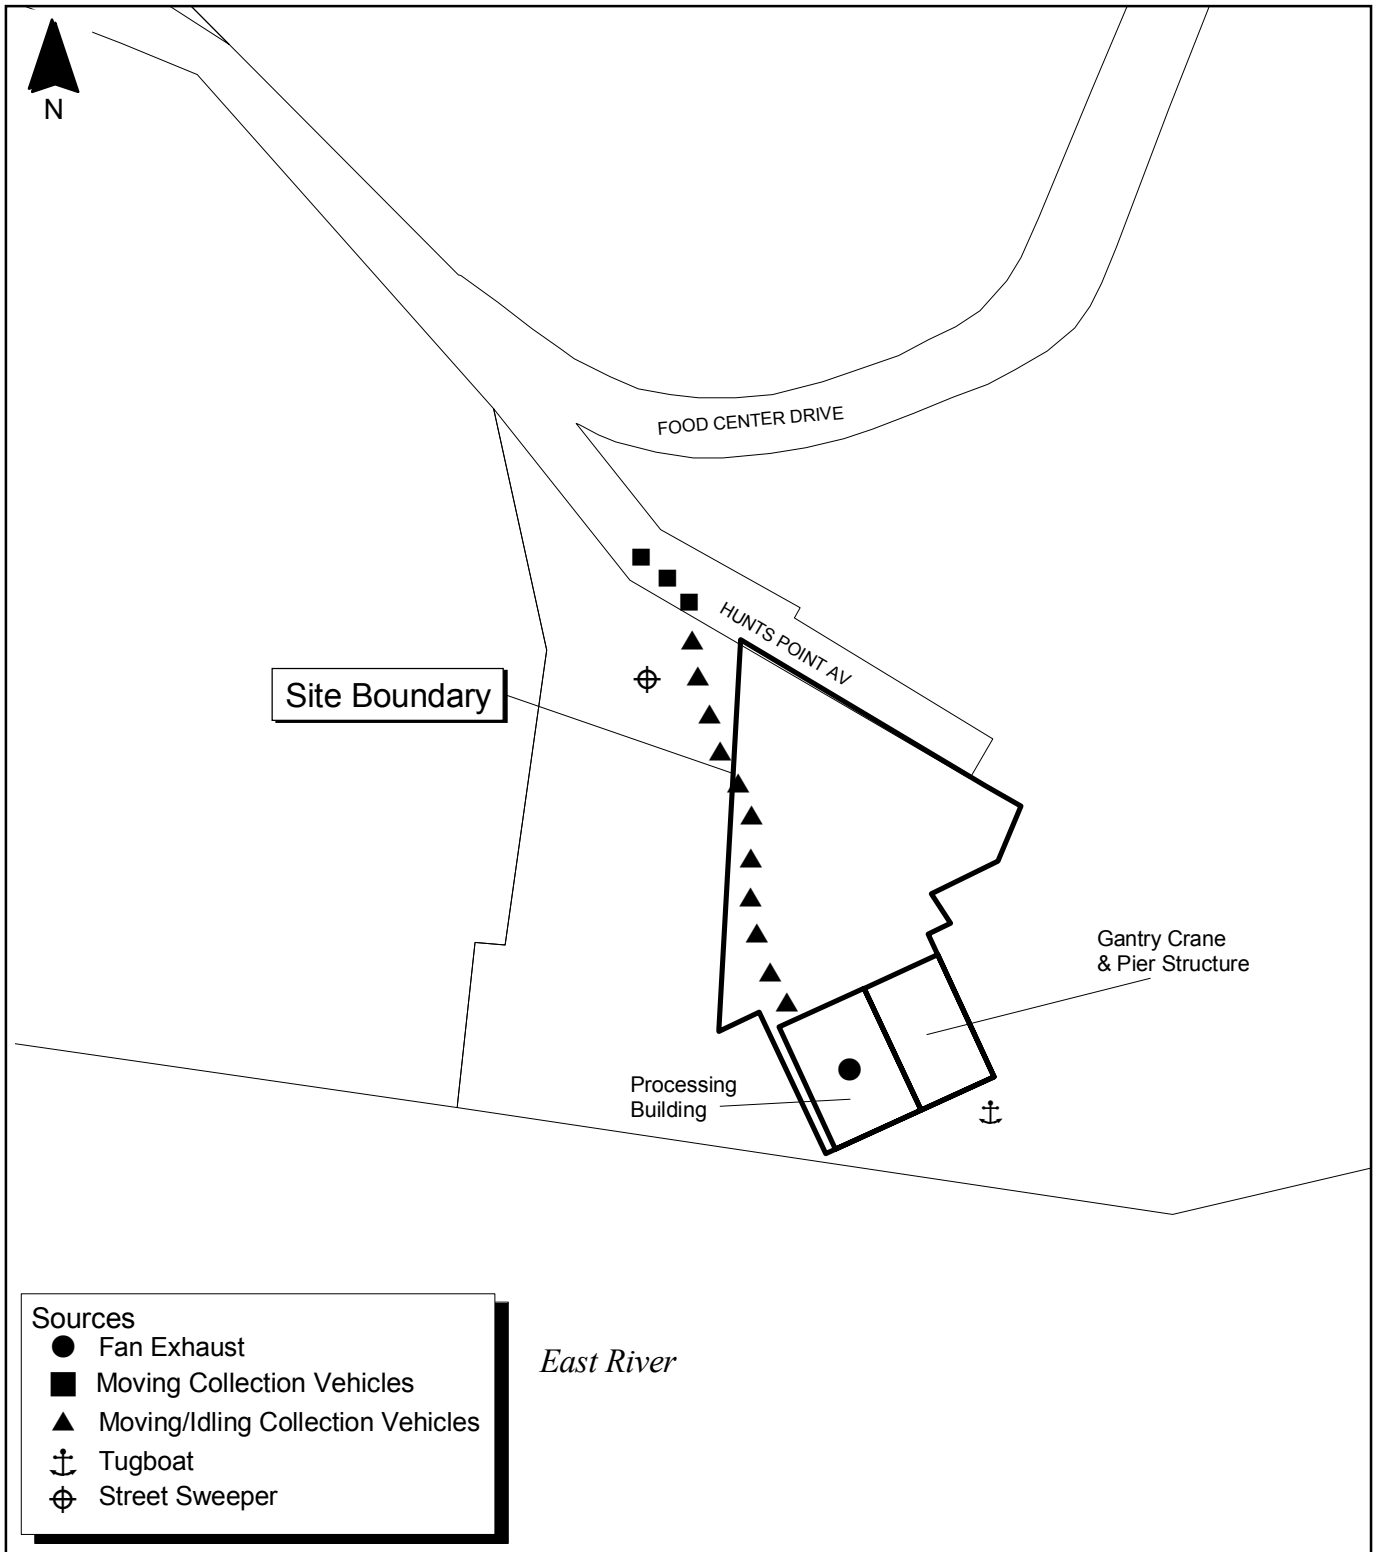 N
FOOD CENTER DRIVE
HUNTS POINT AV
Site Boundary
Gantry Crane
& Pier Structure
Processing
Building
Sources
Fan Exhaust
Moving Collection Vehicles
Moving/Idling Collection Vehicles
Tugboat
Street Sweeper
East River